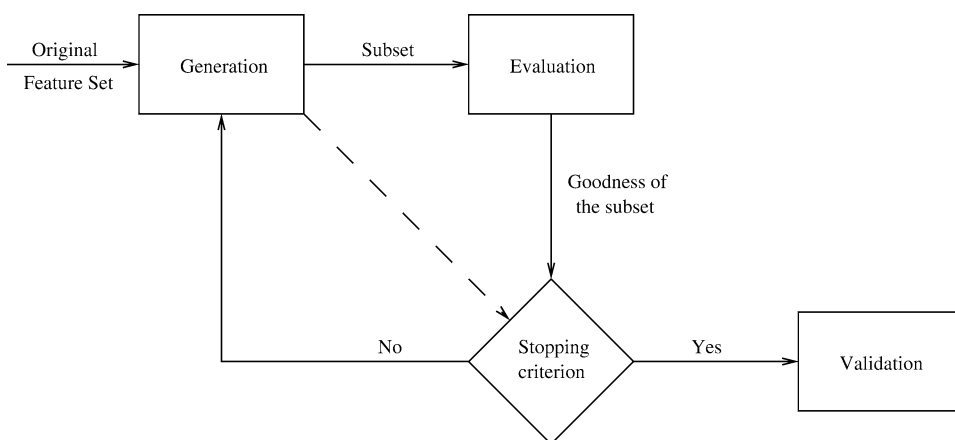 Original
Feature Set
Generation
Subset
Evaluation
Goodness of
the subset
No
Stopping
criterion
Yes
Validation